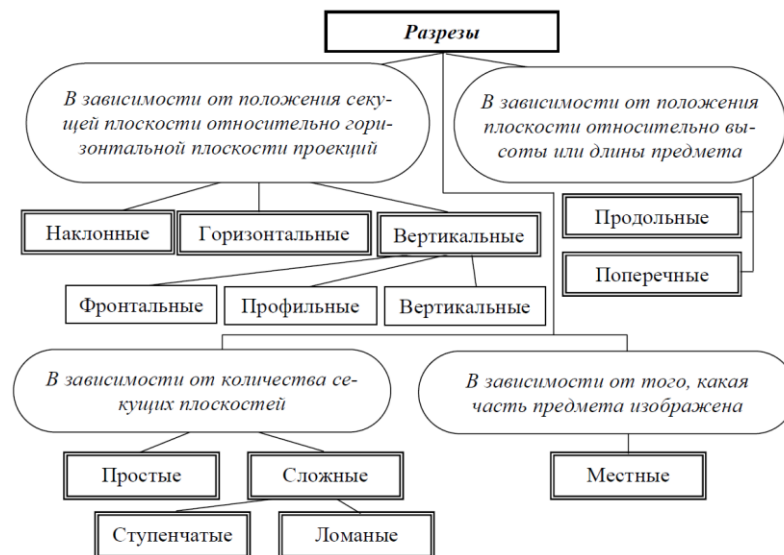 Разрезы
В зависимости от положения секу-
щей плоскости относительно гори-
зонтальной плоскости проекций
В зависимости от положения
плоскости относительно вы-
соты или длины предмета
Наклонные
Горизонтальные
Вертикальные
Продольные
Поперечные
Фронтальные
Профильные
Вертикальные
В зависимости от количества се-
кущих плоскостей
В зависимости от того, какая
часть предмета изображена
Простые
Сложные
Местные
Ступенчатые
Ломаные